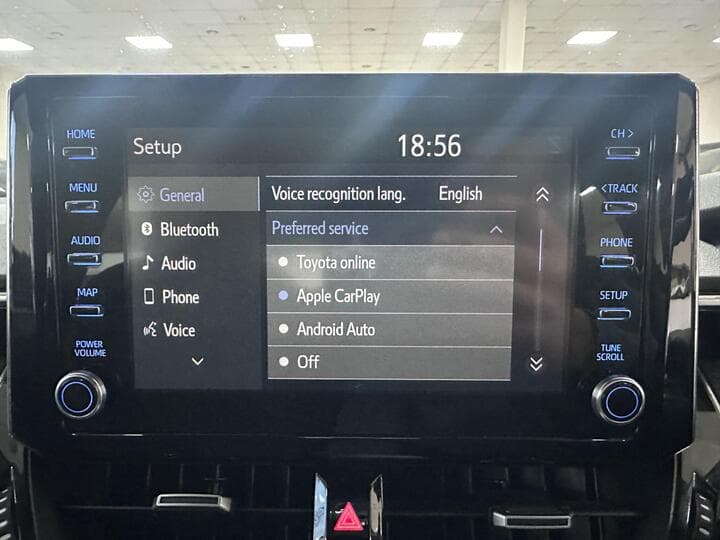 HOME
MENU
AUDIO
MAP
POWER
VOLUME
Setup
18:56
General
Bluetooth
Audio
Phone
Voice
Voice recognition lang. English
Preferred service
Toyota online
Apple CarPlay
Android Auto
Off
CH >
< TRACK
PHONE
SETUP
TUNE
SCROLL